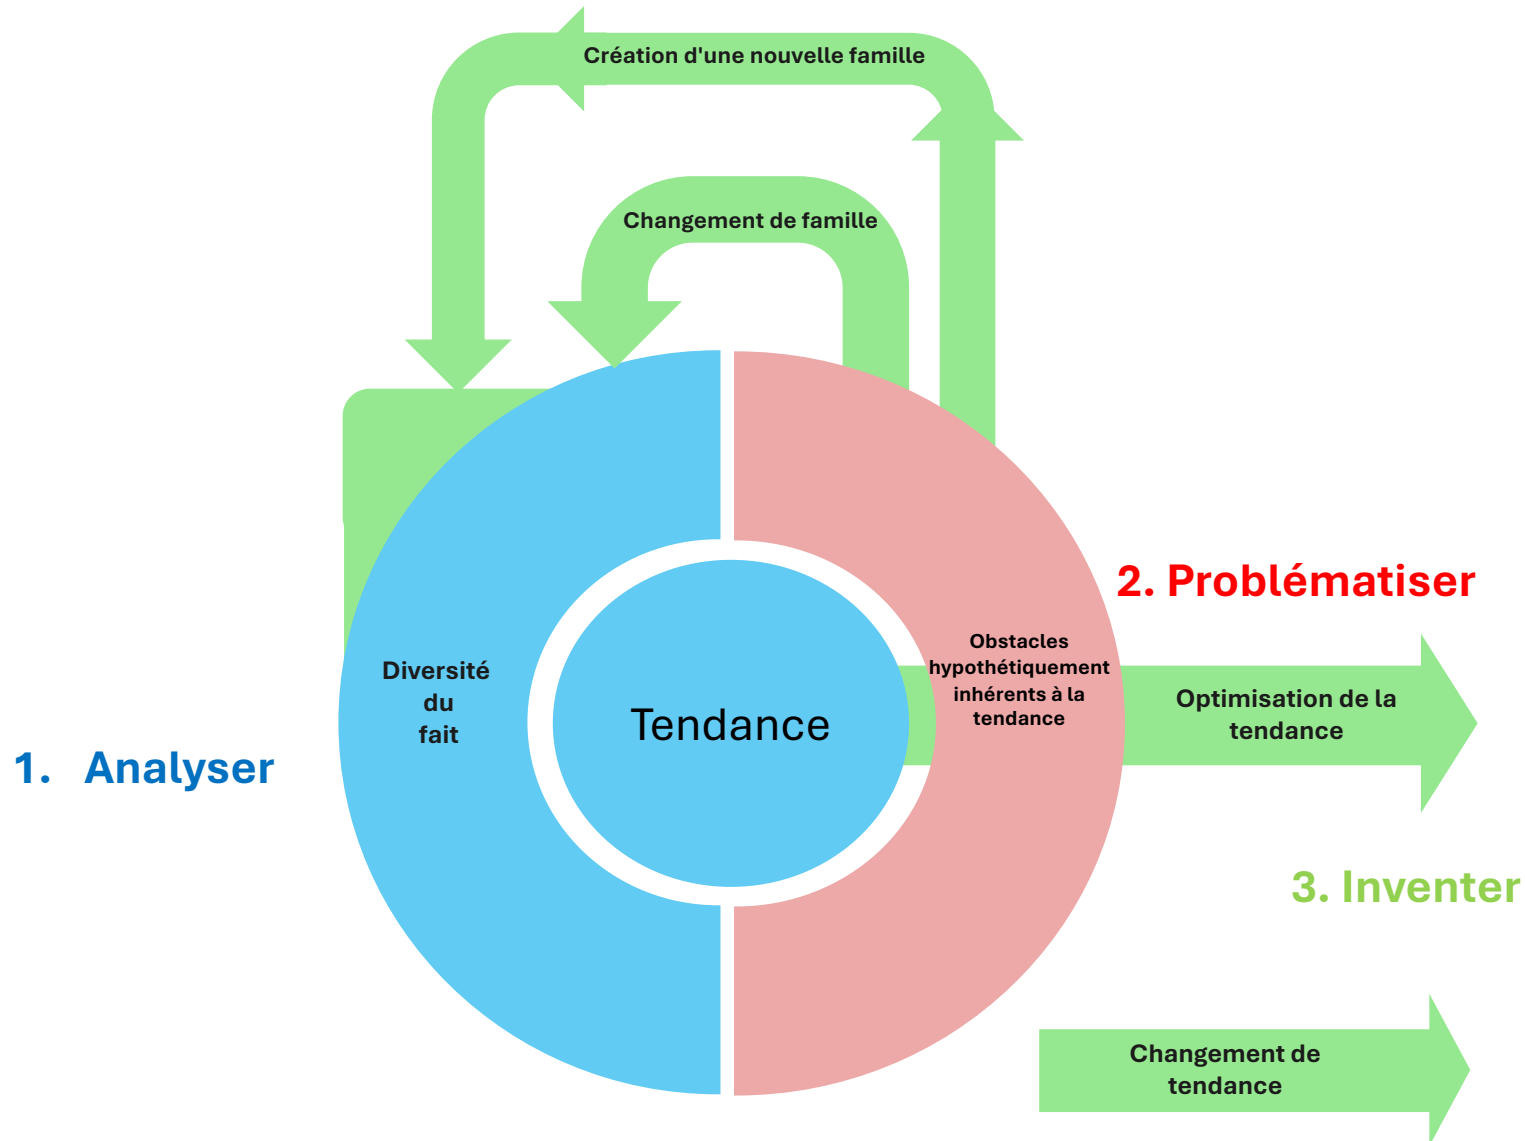 Création d'une nouvelle famille
Changement de famille
2. Problématiser
Obstacles
hypothétiquement
inhérents à la
tendance
Diversité
du
fait
Tendance
Optimisation de la
tendance
1. Analyser
3. Inventer
Changement de
tendance